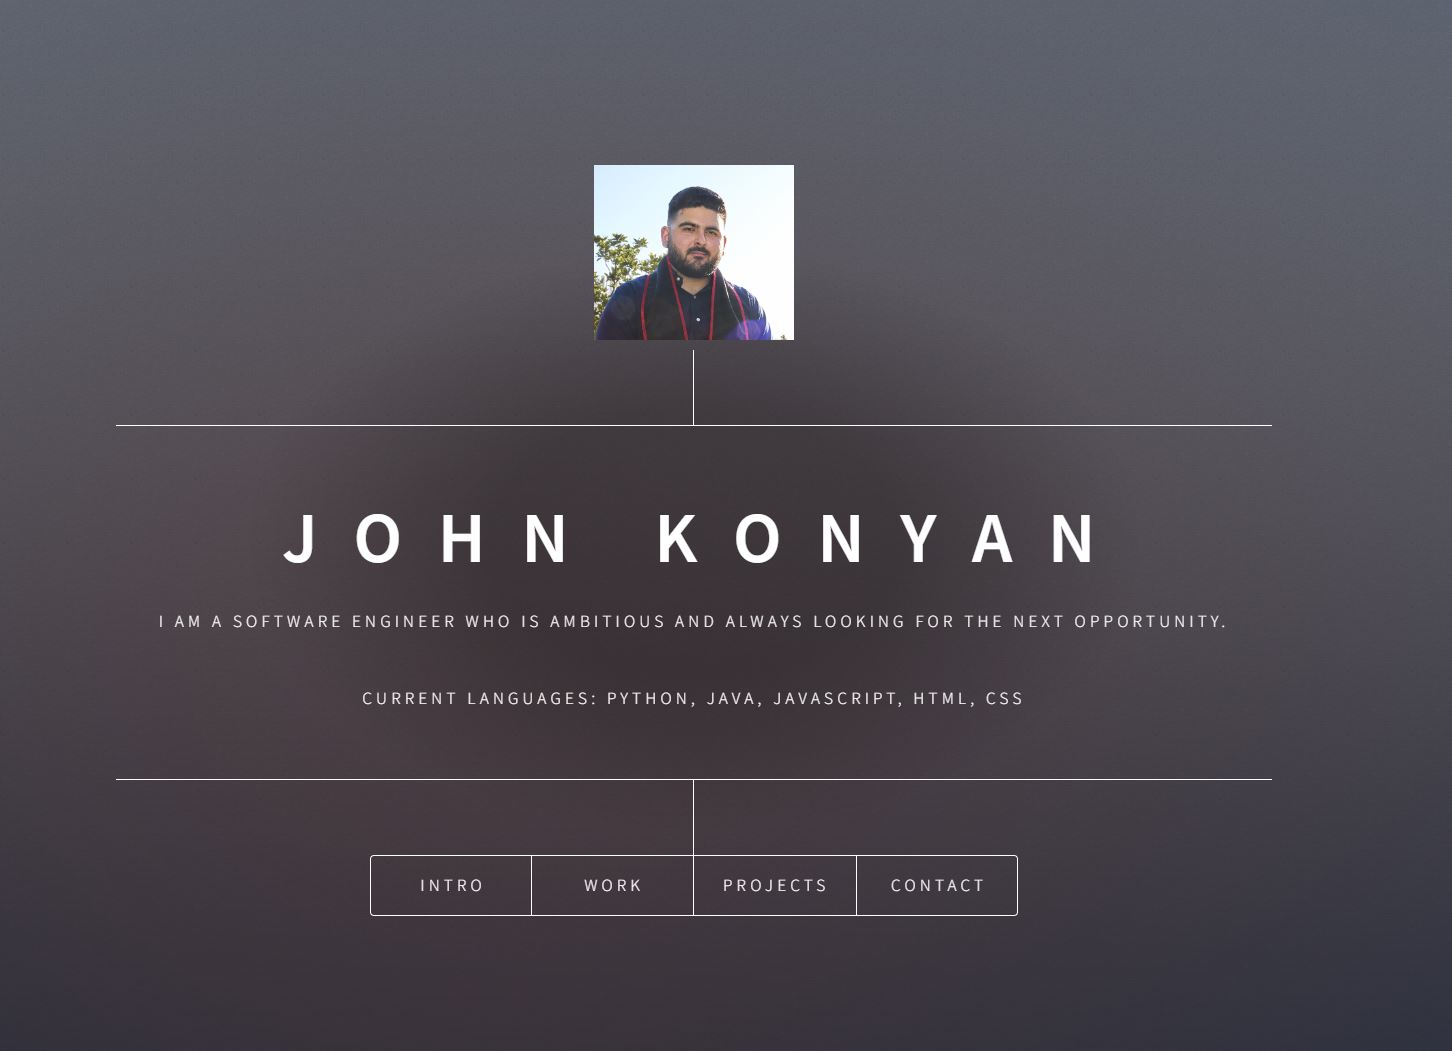 JOHN KONYAN
I AM A SOFTWARE ENGINEER WHO IS AMBITIOUS AND ALWAYS LOOKING FOR THE NEXT OPPORTUNITY.
CURRENT LANGUAGES: PYTHON, JAVA, JAVASCRIPT, HTML, CSS
INTRO WORK PROJECTS CONTACT